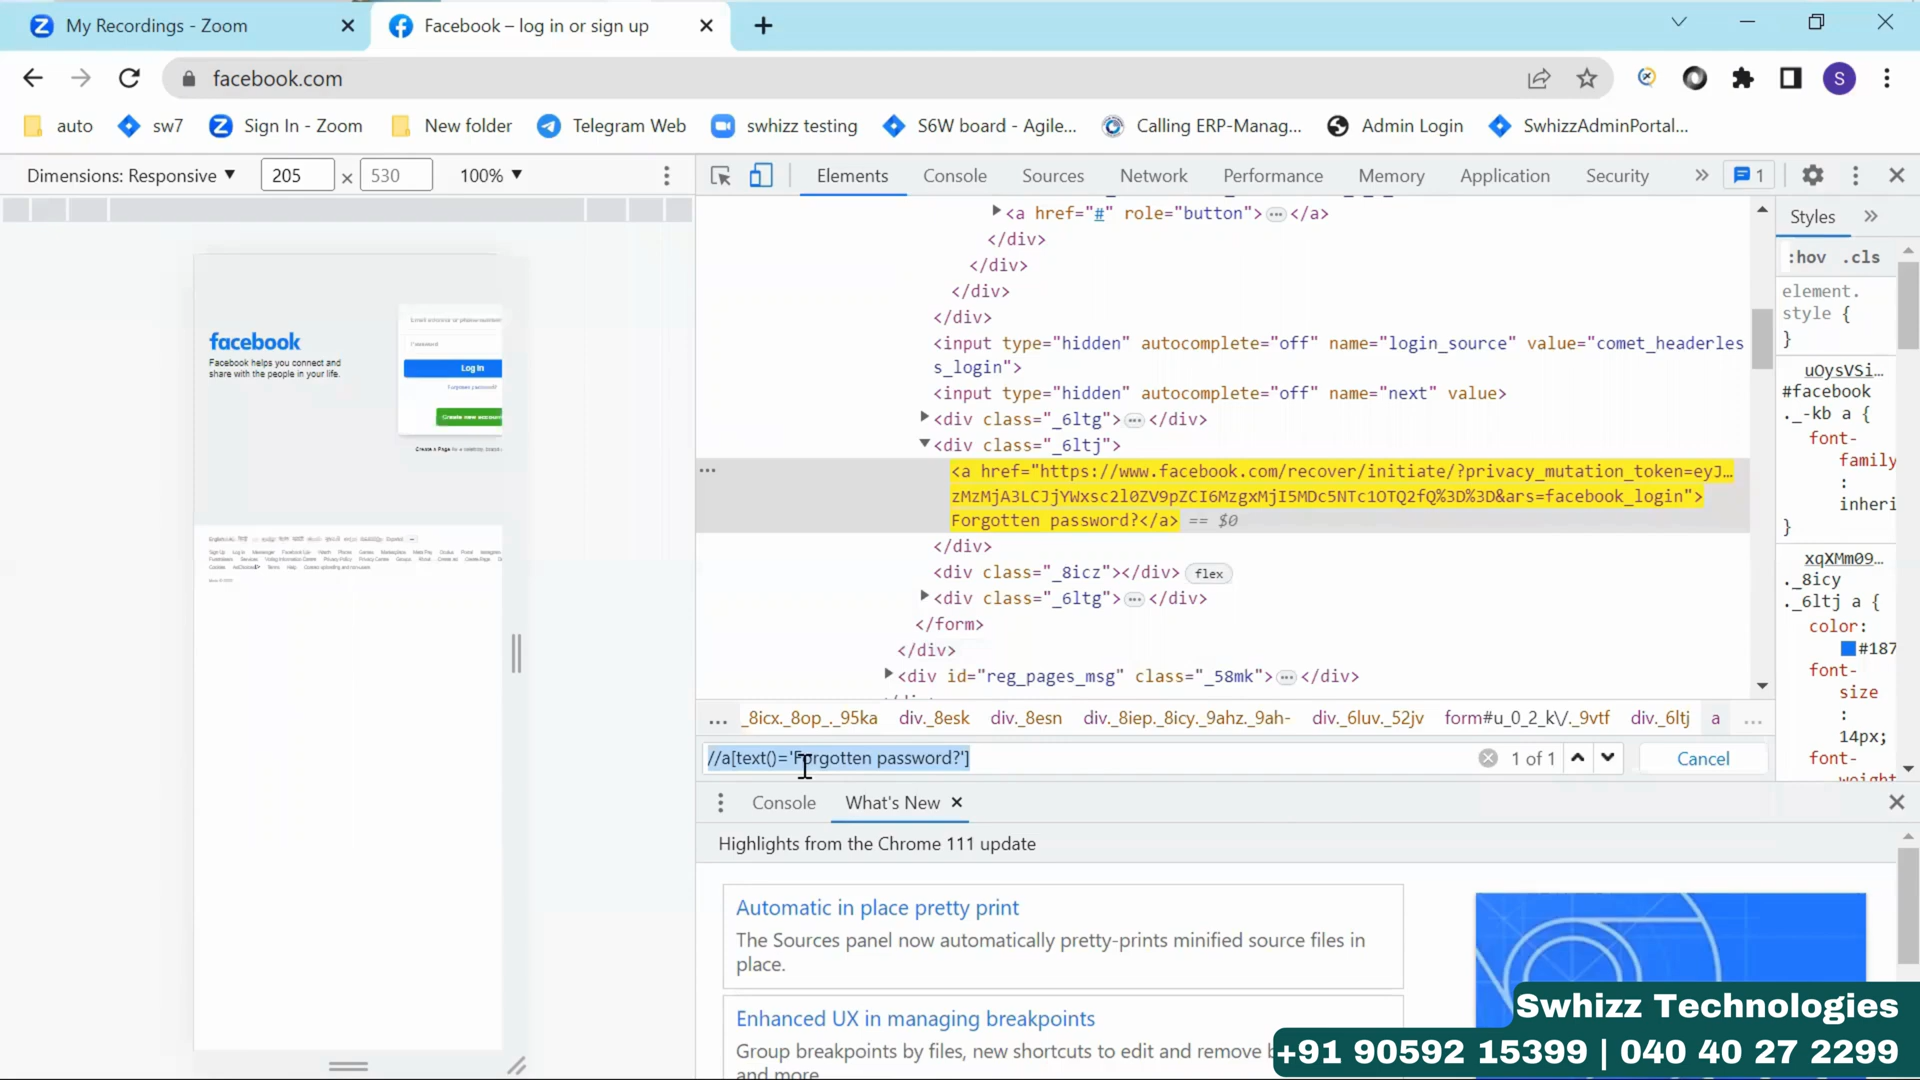 My Recordings - Zoom
Facebook – log in or sign up
facebook.com
S
auto
sw7
Sign In - Zoom
New folder
Telegram Web
swhizz testing
S6W board - Agile...
Calling ERP-Manag...
Admin Login
SwhizzAdminPortal...
Dimensions: Responsive
205 × 530
100%
Elements
Console
Sources
Network
Performance
Memory
Application
Security
1
facebook
Facebook helps you connect and
share with the people in your life.
Password
Log in
Forgotten password?
Create new account
<a href="#" role="button"> </a>
</div>
</div>
</div>
</div>
<input type="hidden" autocomplete="off" name="login_source" value="comet_headerles
s_login">
<input type="hidden" autocomplete="off" name="next" value>
<div class="_6ltg"> </div>
<div class="_6ltj">
<a href="https://www.facebook.com/recover/initiate/?privacy_mutation_token=eyJ…
zMzMjA3LCJjYWxsc2l0ZV9pZCI6MzgxMjI5MDc5NTc1OTQ2fQ%3D%3D&ars=facebook_login">
Forgotten password?</a> == $0
</div>
<div class="_8icz"></div> flex
<div class="_6ltg"> </div>
</form>
</div>
<div id="reg_pages_msg" class="_58mk"> </div>
... _8icx._8op_._95ka div._8esk div._8esn div._8iep._8icy._9ahz._9ah- div._6luv._52jv form#u_0_2_k\/._9vtf div._6ltj a ...
//a[text()='Forgotten password?']
1 of 1
Cancel
Styles
:hov .cls
element.
style {
}
uOysVSi…
#facebook
._-kb a {
font-
family
:
inheri
}
xqXMm09…
._8icy
._6ltj a {
color:
#187
font-
size
:
14px;
font-
Console
What's New
Highlights from the Chrome 111 update
Automatic in place pretty print
The Sources panel now automatically pretty-prints minified source files in
place.
Enhanced UX in managing breakpoints
Group breakpoints by files, new shortcuts to edit and remove b
and more
Swhizz Technologies
+91 90592 15399 | 040 40 27 2299